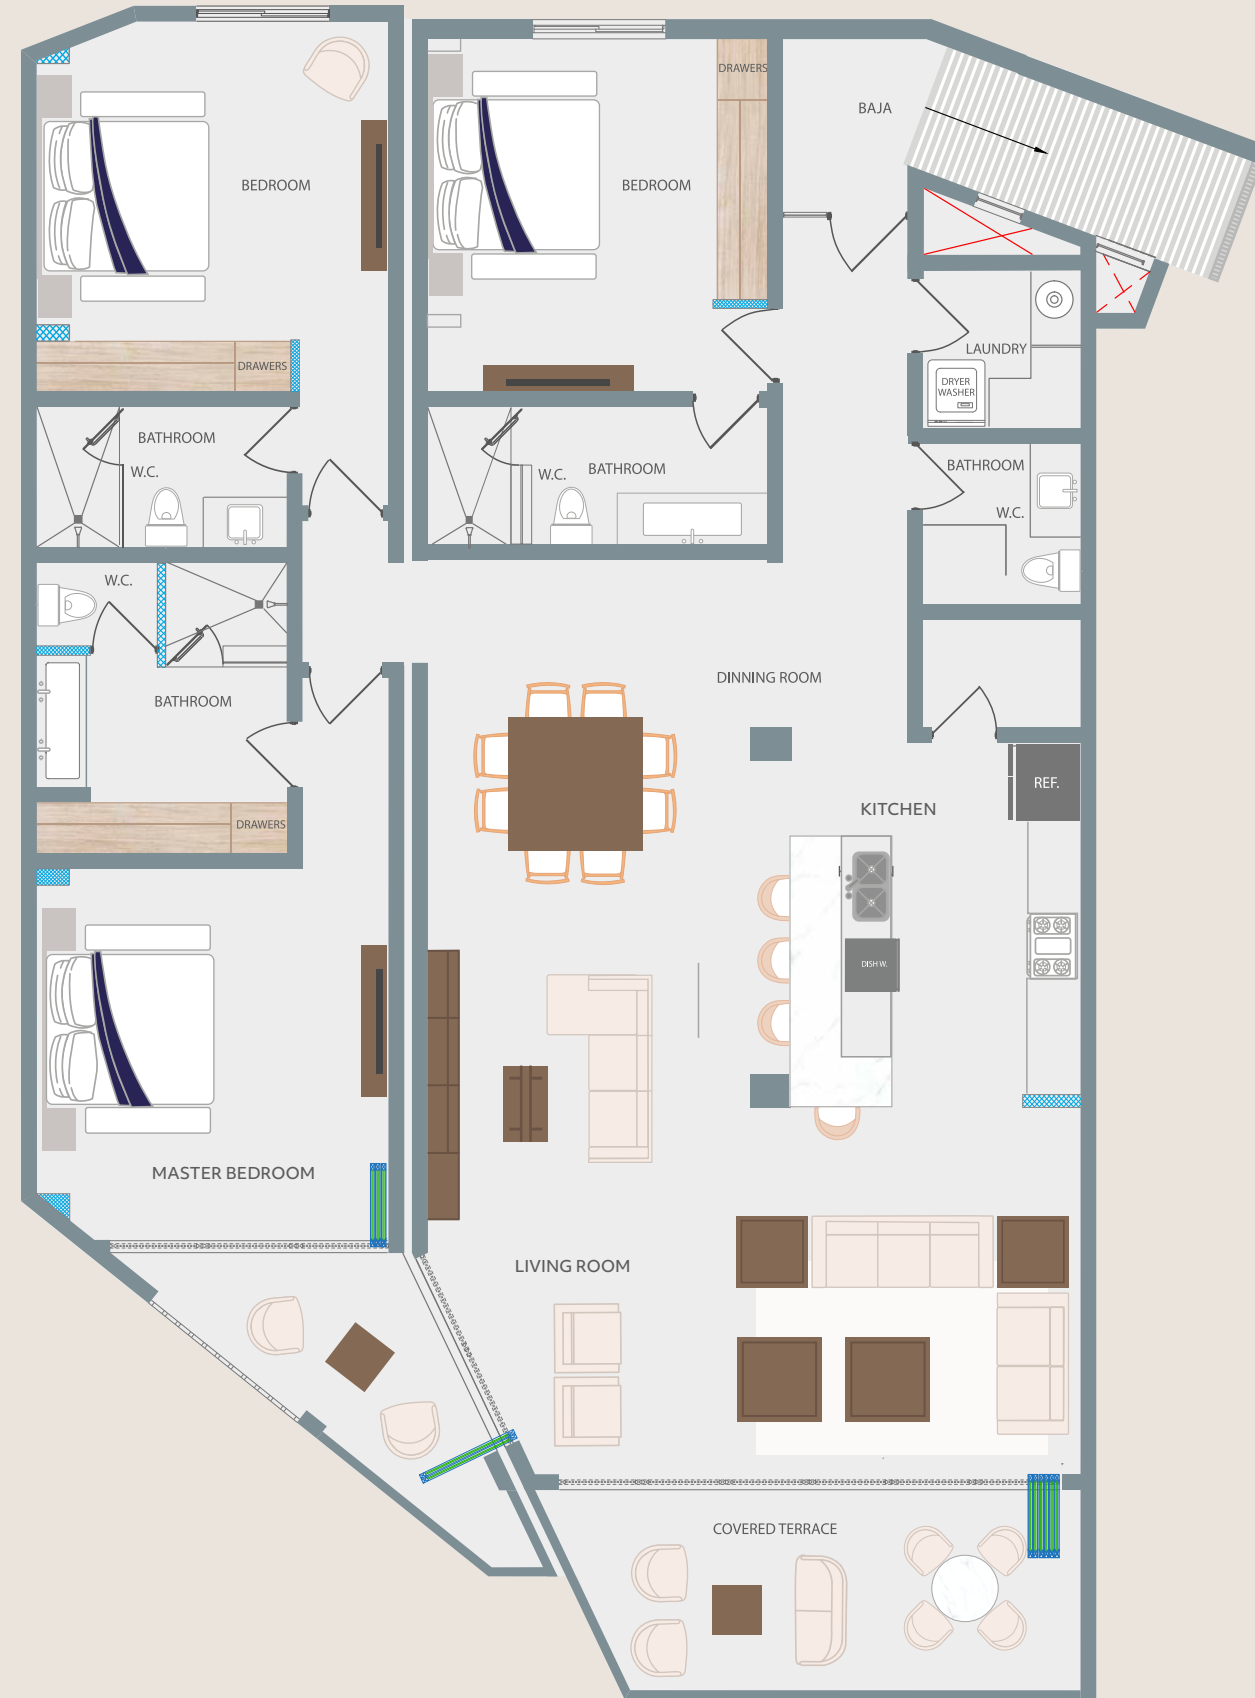 DRAWERS
BAJA
BEDROOM
BEDROOM
LAUNDRY
DRAWERS
DRYER
WASHER
BATHROOM
W.C.
BATHROOM
W.C.
BATHROOM
W.C.
W.C.
BATHROOM
DINNING ROOM
REF.
KITCHEN
DRAWERS
DISH W.
MASTER BEDROOM
LIVING ROOM
COVERED TERRACE